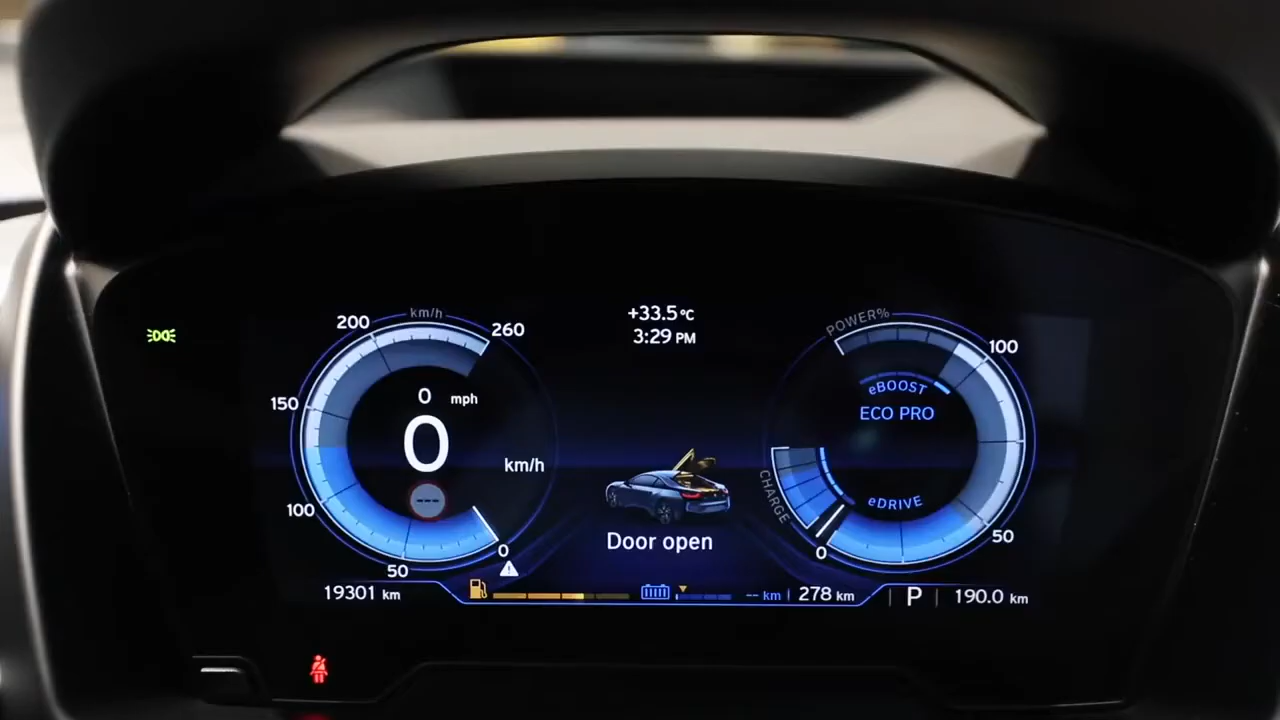 +33.5°C
3:29 PM
km/h
200
260
150
100
50
0
0 mph
0
km/h
---
POWER%
100
50
0
eBOOST
ECO PRO
eDRIVE
CHARGE
Door open
19301 km
-- km
278 km
P
190.0 km